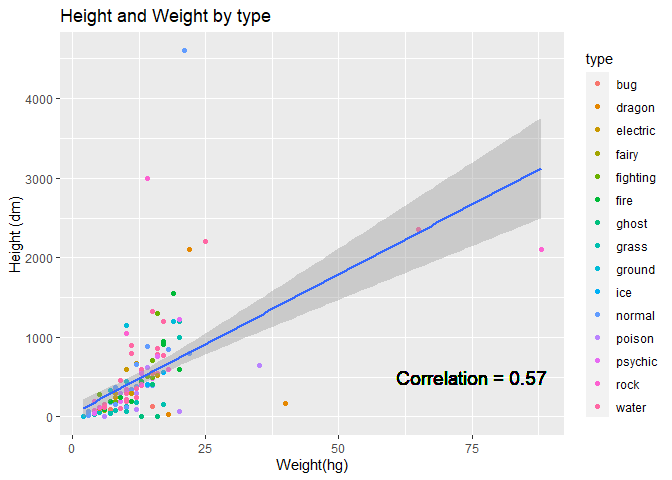 Height and Weight by type
Height (dm)
4000
3000
2000
1000
0
Correlation = 0.57
0
25
50
75
Weight(hg)
type
bug
dragon
electric
fairy
fighting
fire
ghost
grass
ground
ice
normal
poison
psychic
rock
water